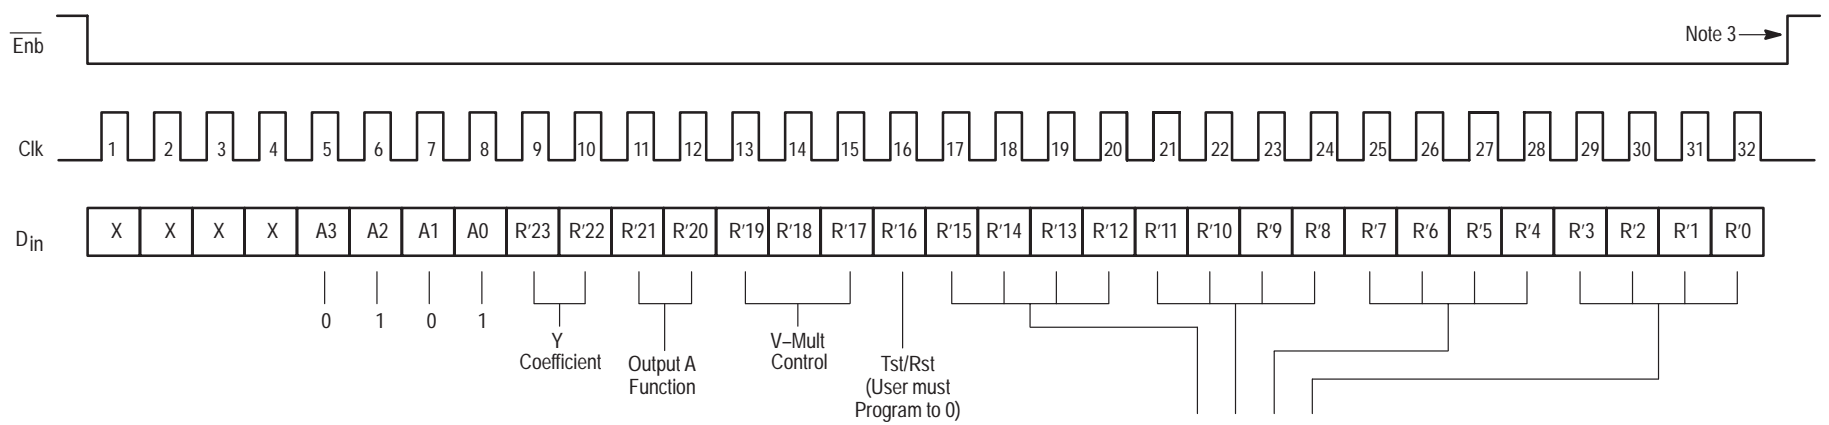 Enb
Note 3
Clk
1 2 3 4 5 6 7 8 9 10 11 12 13 14 15 16 17 18 19 20 21 22 23 24 25 26 27 28 29 30 31 32
Din
X X X X A3 A2 A1 A0 R'23 R'22 R'21 R'20 R'19 R'18 R'17 R'16 R'15 R'14 R'13 R'12 R'11 R'10 R'9 R'8 R'7 R'6 R'5 R'4 R'3 R'2 R'1 R'0
0 1 0 1
Y
Coefficient
Output A
Function
V–Mult
Control
Tst/Rst
(User must
Program to 0)